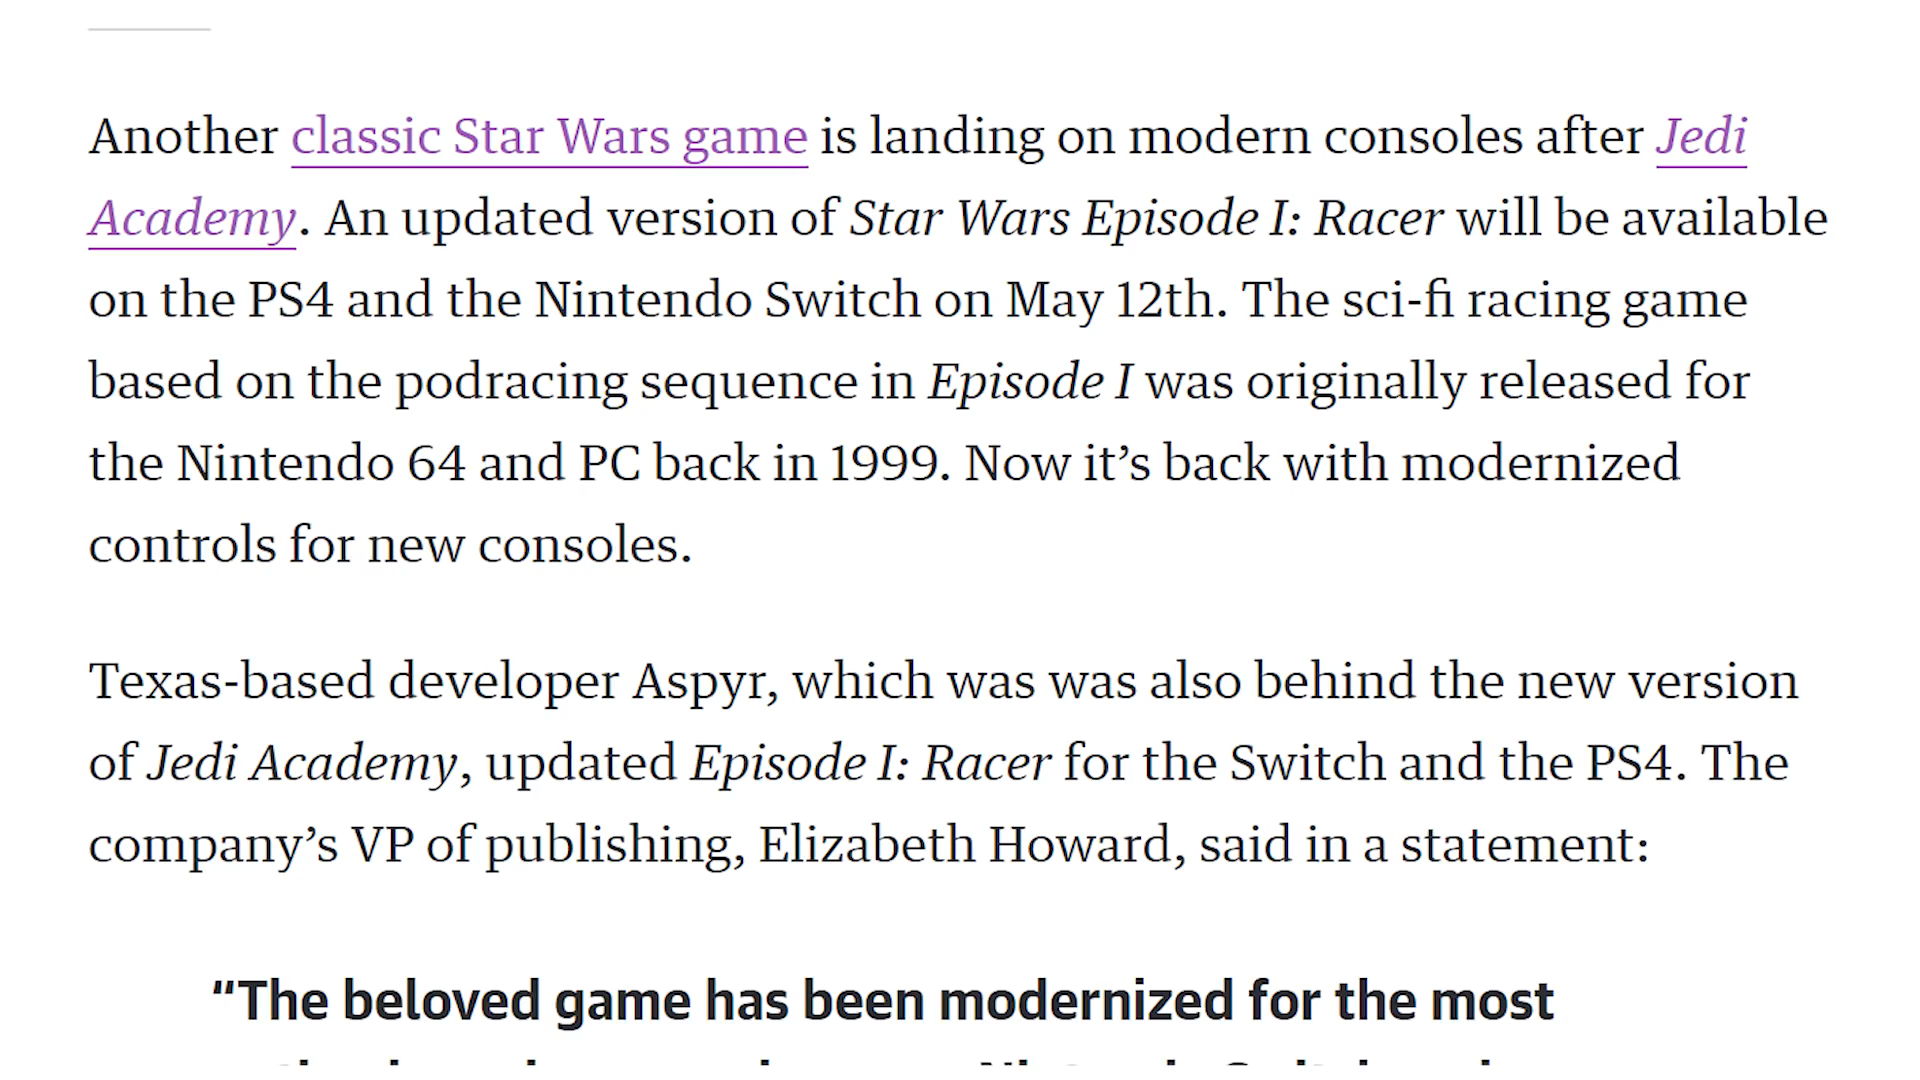 Another classic Star Wars game is landing on modern consoles after Jedi
Academy. An updated version of Star Wars Episode I: Racer will be available
on the PS4 and the Nintendo Switch on May 12th. The sci-fi racing game
based on the podracing sequence in Episode I was originally released for
the Nintendo 64 and PC back in 1999. Now it’s back with modernized
controls for new consoles.
Texas-based developer Aspyr, which was was also behind the new version
of Jedi Academy, updated Episode I: Racer for the Switch and the PS4. The
company’s VP of publishing, Elizabeth Howard, said in a statement:
“The beloved game has been modernized for the most